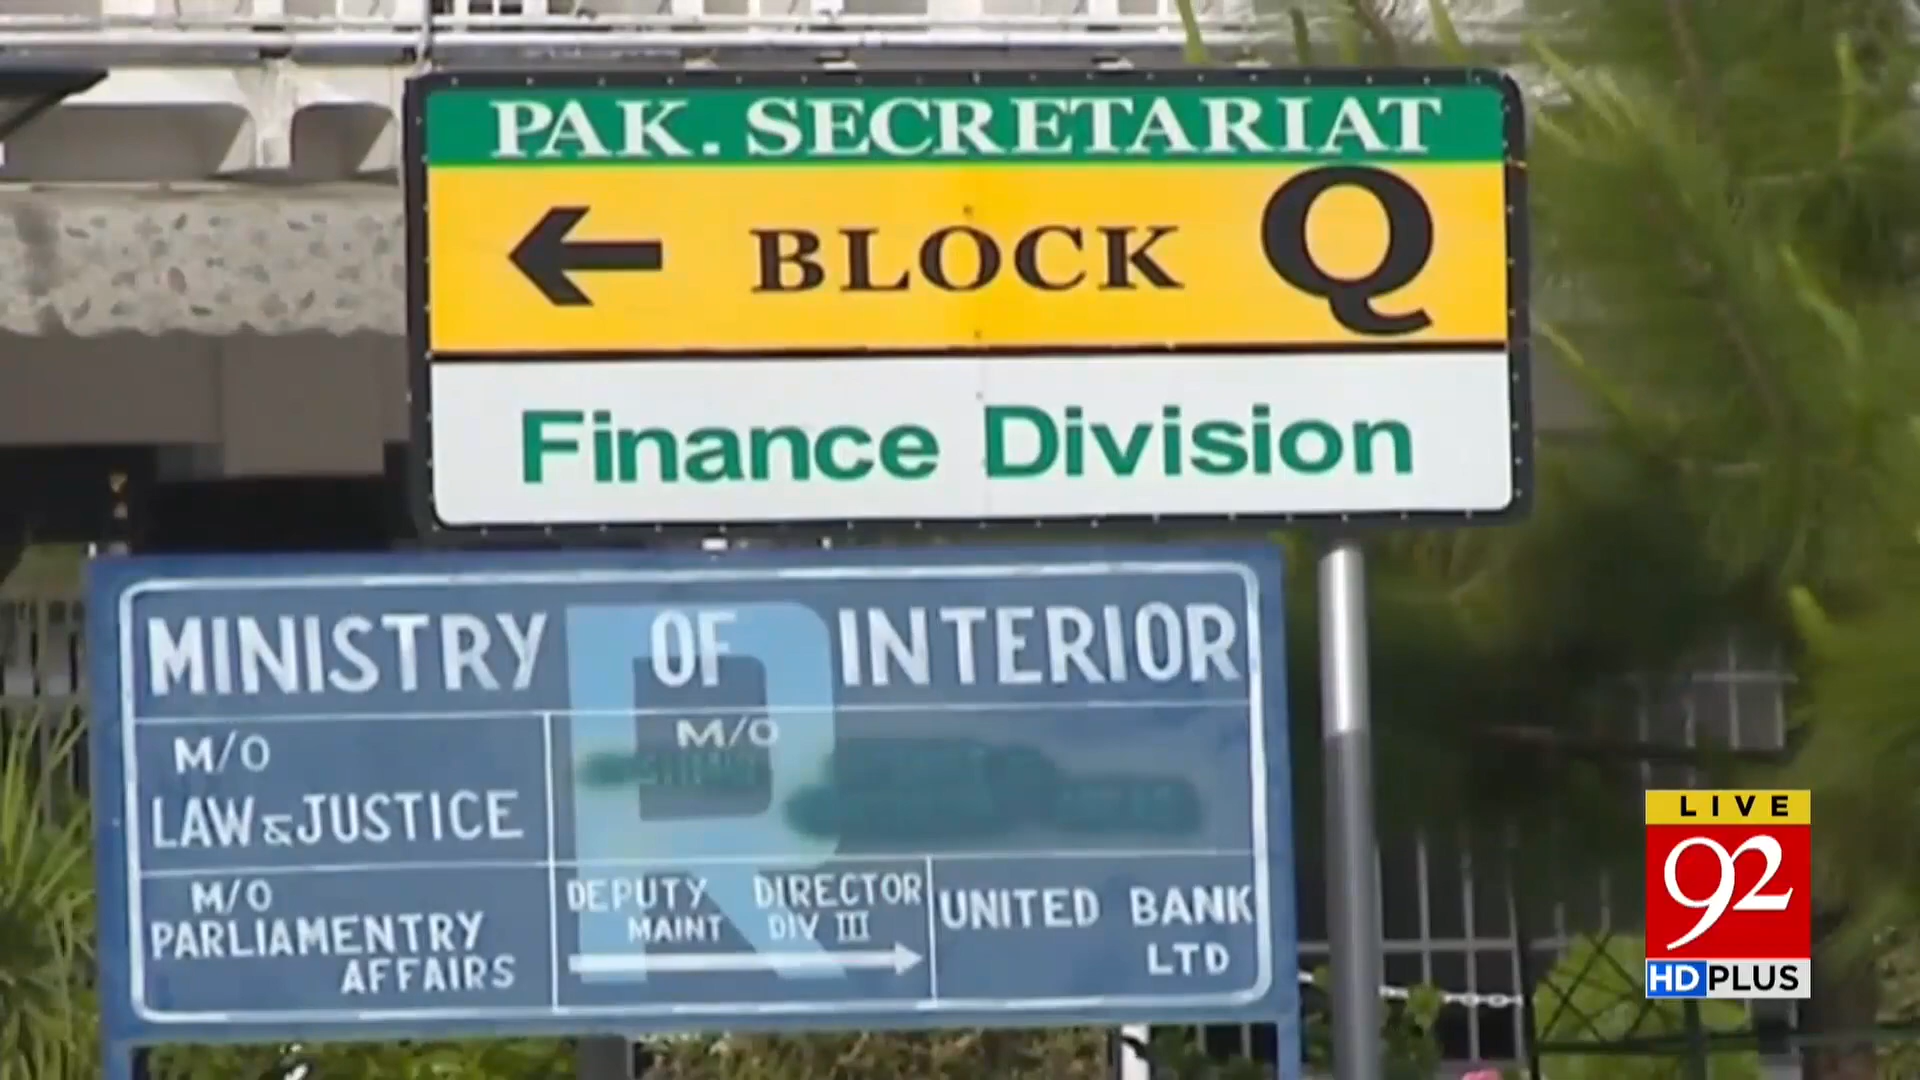 PAK. SECRETARIAT
BLOCK Q
Finance Division
MINISTRY OF INTERIOR
M/O
LAW & JUSTICE
M/O
M/O
PARLIAMENTRY
AFFAIRS
DEPUTY DIRECTOR
MAINT DIV III
UNITED BANK
LTD
LIVE
92
HD PLUS